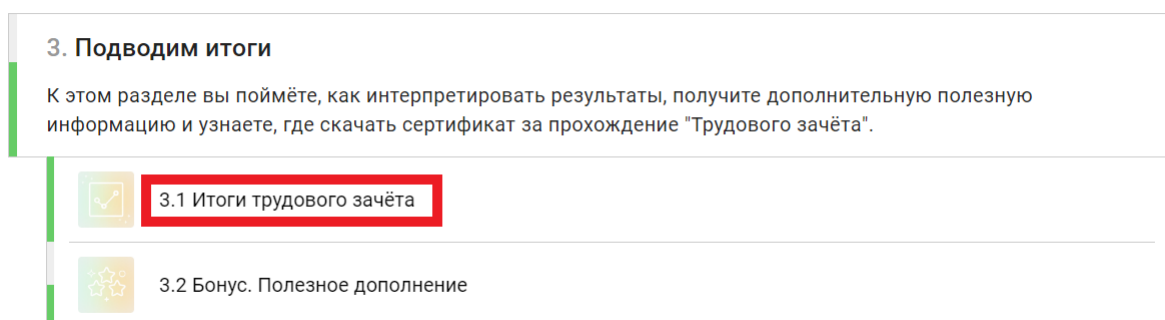 3. Подводим итоги
К этом разделе вы поймёте, как интерпретировать результаты, получите дополнительную полезную
информацию и узнаете, где скачать сертификат за прохождение "Трудового зачёта".
3.1 Итоги трудового зачёта
3.2 Бонус. Полезное дополнение